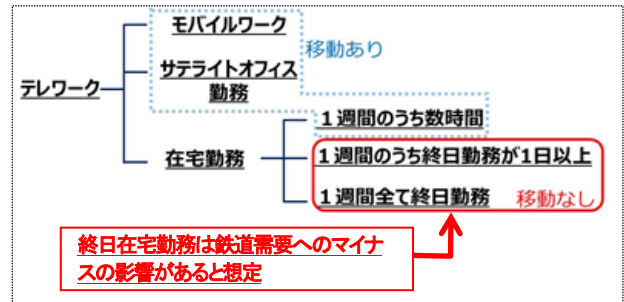 モバイルワーク
移動あり
サテライトオフィス
勤務
テレワーク
１週間のうち数時間
在宅勤務
１週間のうち終日勤務が1日以上
１週間全て終日勤務
移動なし
終日在宅勤務は鉄道需要へのマイナ
スの影響があると想定